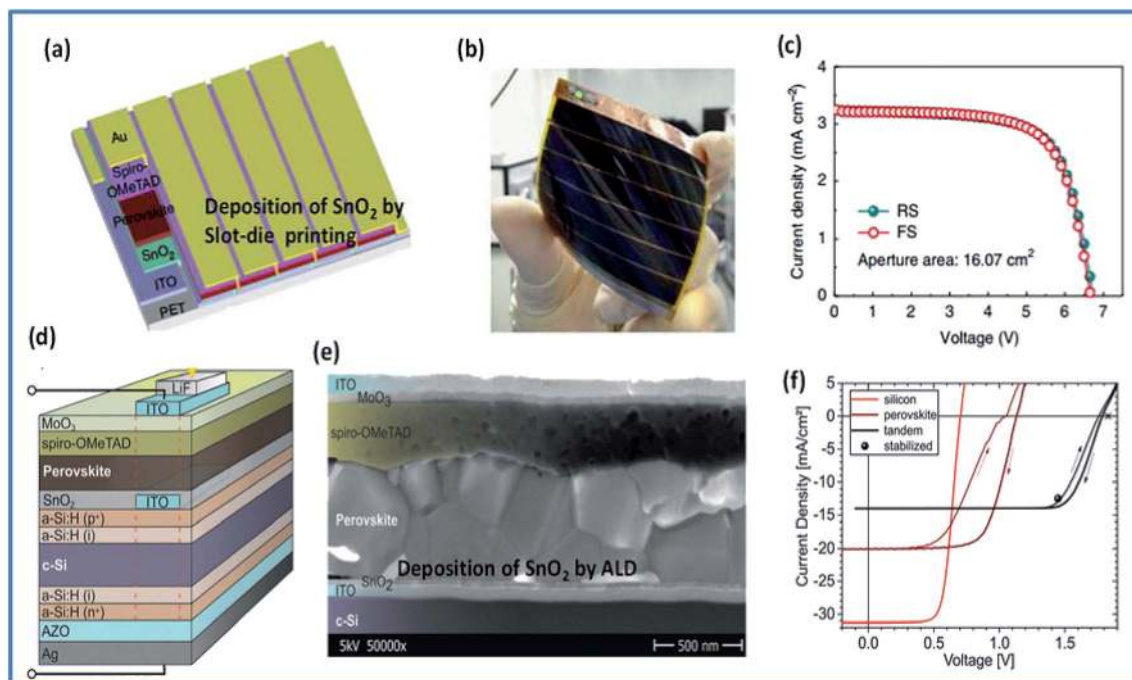 (a)
Au
Spiro-
OMeTAD
Perovskite
SnO₂
ITO
PET
Deposition of SnO₂ by
Slot-die printing
(b)
(c)
Current density (mA cm⁻²)
4
3
2
1
0
RS
FS
Aperture area: 16.07 cm²
0 1 2 3 4 5 6 7
Voltage (V)
(d)
LiF
ITO
MoO₃
spiro-OMeTAD
Perovskite
SnO₂ ITO
a-Si:H (p⁺)
a-Si:H (i)
c-Si
a-Si:H (i)
a-Si:H (n⁺)
AZO
Ag
(e)
ITO
MoO₃
spiro-OMeTAD
Perovskite
Deposition of SnO₂ by ALD
SnO₂
ITO
c-Si
5kV 50000x 500 nm
(f)
Current Density [mA/cm²]
5
0
-5
-10
-15
-20
-25
-30
silicon
perovskite
tandem
stabilized
0.0 0.5 1.0 1.5
Voltage [V]